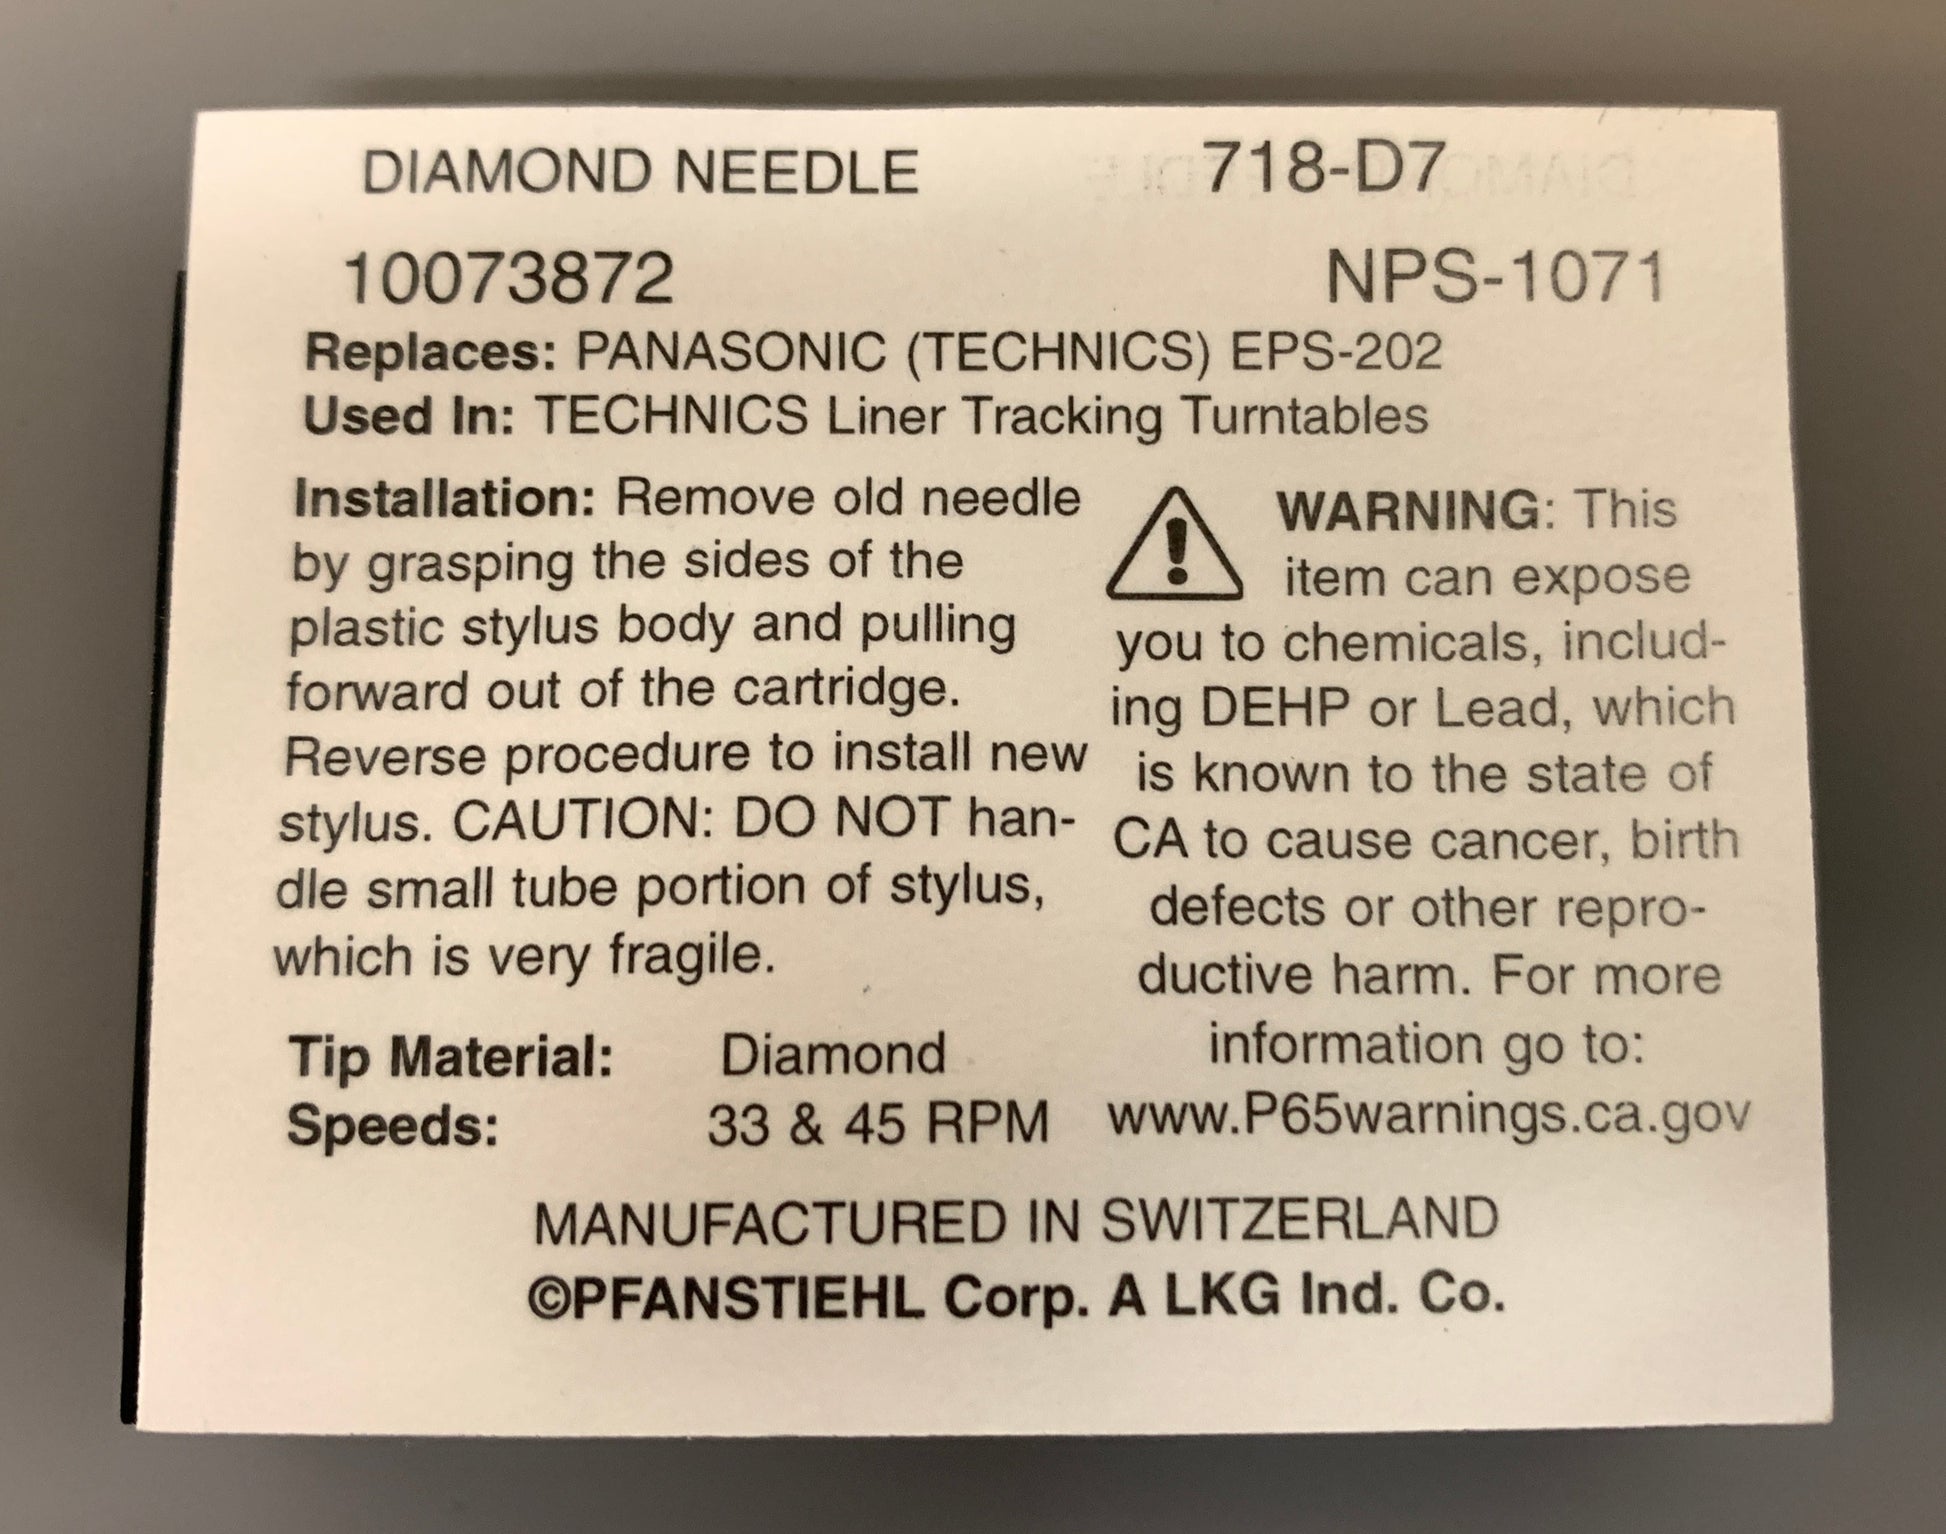 DIAMOND NEEDLE 718-D7
10073872 NPS-1071
Replaces: PANASONIC (TECHNICS) EPS-202
Used In: TECHNICS Liner Tracking Turntables
Installation: Remove old needle
by grasping the sides of the
plastic stylus body and pulling
forward out of the cartridge.
Reverse procedure to install new
stylus. CAUTION: DO NOT han-
dle small tube portion of stylus,
which is very fragile.
Tip Material: Diamond
Speeds: 33 & 45 RPM
WARNING: This
item can expose
you to chemicals, includ-
ing DEHP or Lead, which
is known to the state of
CA to cause cancer, birth
defects or other repro-
ductive harm. For more
information go to:
www.P65warnings.ca.gov
MANUFACTURED IN SWITZERLAND
©PFANSTIEHL Corp. A LKG Ind. Co.